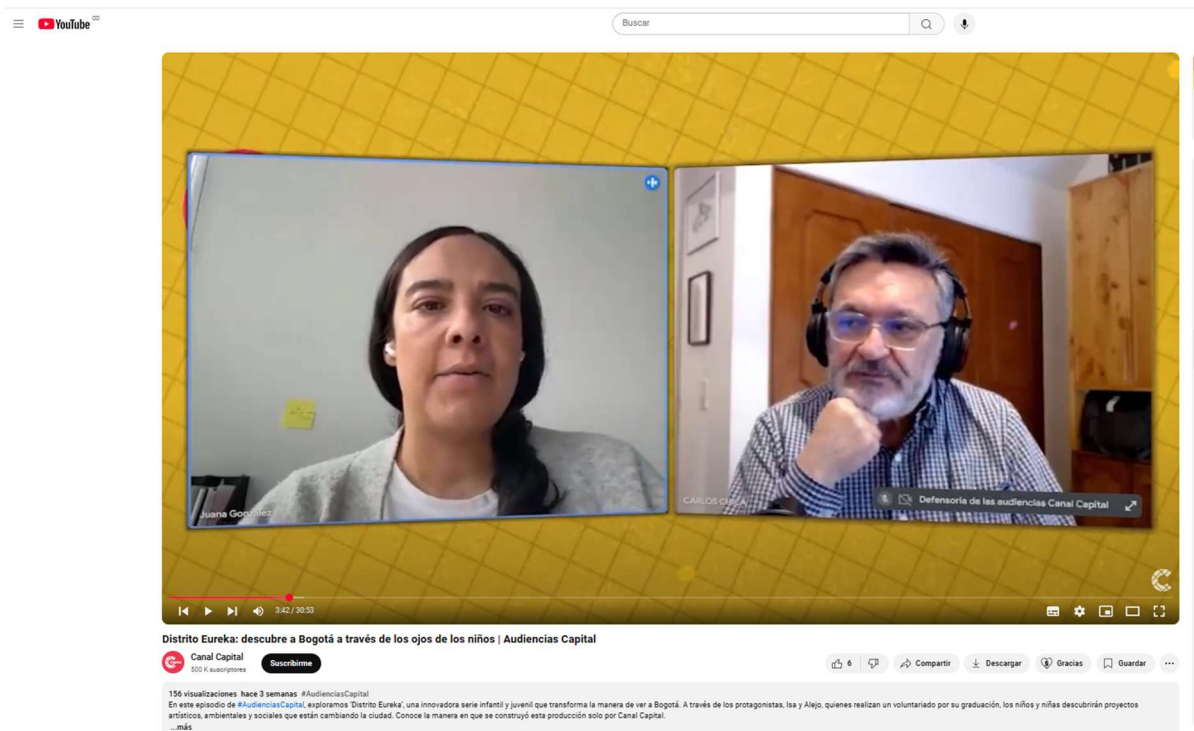 YouTube CO
Buscar
Juana González
CARLOS CHICA
Defensoría de las audiencias Canal Capital
3:42 / 30:53
Distrito Eureka: descubre a Bogotá a través de los ojos de los niños | Audiencias Capital
Canal Capital
500 K suscriptores
Suscribirme
6
Compartir
Descargar
Gracias
Guardar
156 visualizaciones hace 3 semanas #AudienciasCapital
En este episodio de #AudienciasCapital, exploramos 'Distrito Eureka', una innovadora serie infantil y juvenil que transforma la manera de ver a Bogotá. A través de los protagonistas, Isa y Alejo, quienes realizan un voluntariado por su graduación, los niños y niñas descubrirán proyectos
artísticos, ambientales y sociales que están cambiando la ciudad. Conoce la manera en que se construyó esta producción solo por Canal Capital.
...más